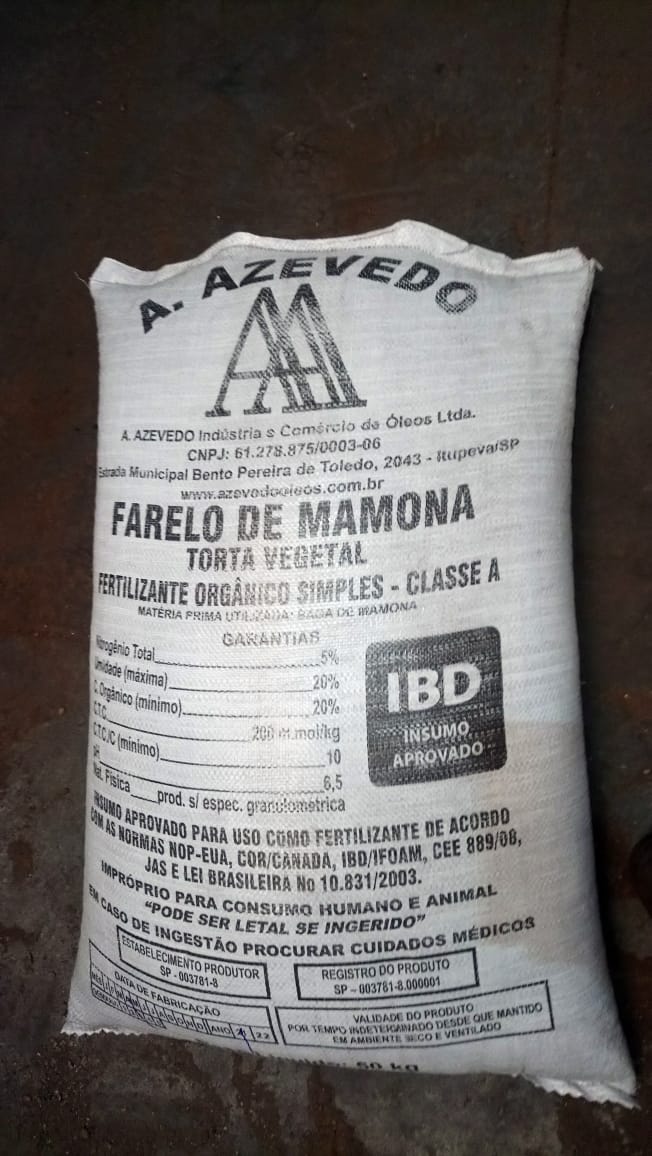 A. AZEVEDO
A. AZEVEDO Indústria e Comércio de Óleos Ltda.
CNPJ: 61.278.875/0003-06
Estrada Municipal Bento Pereira de Toledo, 2043 - Itupeva/SP
www.azevedooleos.com.br
FARELO DE MAMONA
TORTA VEGETAL
FERTILIZANTE ORGÂNICO SIMPLES - CLASSE A
MATÉRIA PRIMA UTILIZADA: BAGA DE MAMONA
GARANTIAS
Nitrogênio Total 5%
Umidade (máxima) 20%
C. Orgânico (mínimo) 20%
CTC 200 m.mol/kg
CTC/C (mínimo) 10
pH 6,5
Nat. Física prod. s/ espec. granulométrica
IBD
INSUMO
APROVADO
INSUMO APROVADO PARA USO COMO FERTILIZANTE DE ACORDO
COM AS NORMAS NOP-EUA, COR/CANADA, IBD/IFOAM, CEE 889/08,
JAS E LEI BRASILEIRA No 10.831/2003.
IMPRÓPRIO PARA CONSUMO HUMANO E ANIMAL
"PODE SER LETAL SE INGERIDO"
EM CASO DE INGESTÃO PROCURAR CUIDADOS MÉDICOS
ESTABELECIMENTO PRODUTOR
SP - 003781-8
REGISTRO DO PRODUTO
SP - 003781-8.000001
DATA DE FABRICAÇÃO
MÊS J F M A M J J A S O N D ANO 22
VALIDADE DO PRODUTO
POR TEMPO INDETERMINADO DESDE QUE MANTIDO
EM AMBIENTE SECO E VENTILADO
50 kg